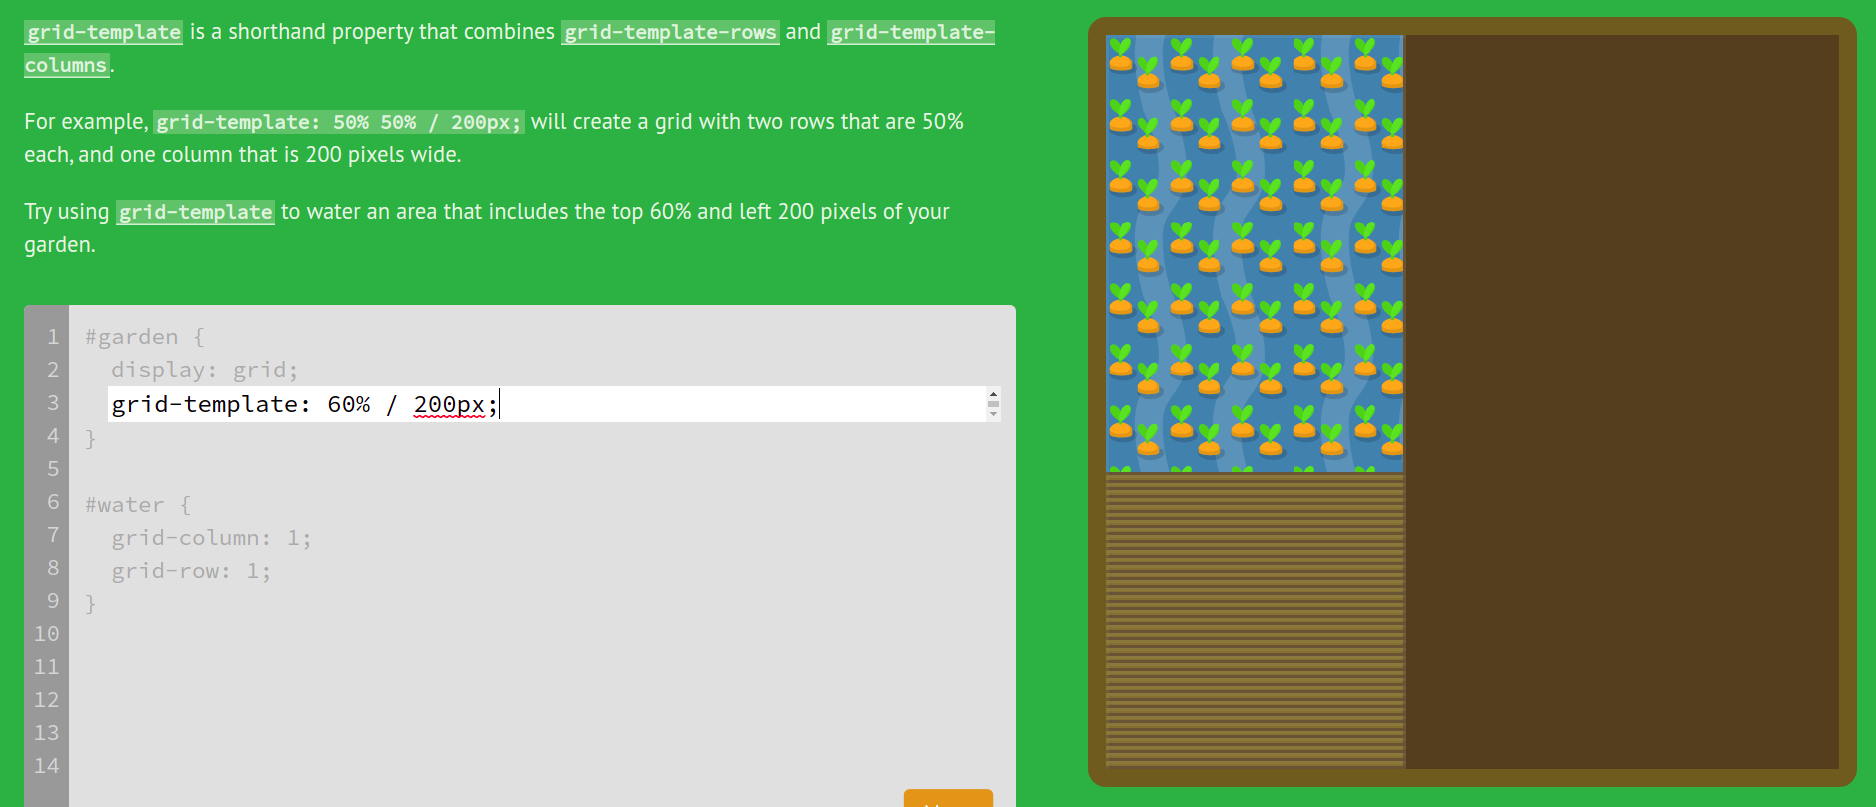 grid-template is a shorthand property that combines grid-template-rows and grid-template-
columns.
For example, grid-template: 50% 50% / 200px; will create a grid with two rows that are 50%
each, and one column that is 200 pixels wide.
Try using grid-template to water an area that includes the top 60% and left 200 pixels of your
garden.
1 #garden {
2 display: grid;
3 grid-template: 60% / 200px;
4 }
5
6 #water {
7 grid-column: 1;
8 grid-row: 1;
9 }
10
11
12
13
14